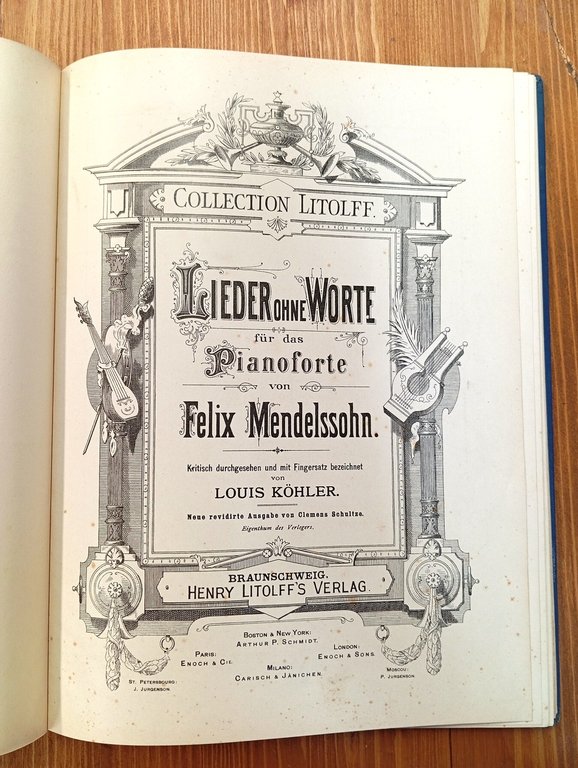 COLLECTION LITOLFF.
LIEDER OHNE WORTE
für das
Pianoforte
von
Felix Mendelssohn.
Kritisch durchgesehen und mit Fingersatz bezeichnet
von
LOUIS KÖHLER.
Neue revidirte Ausgabe von Clemens Schultze.
Eigenthum des Verlegers.
BRAUNSCHWEIG,
HENRY LITOLFF'S VERLAG.
BOSTON & NEW YORK:
ARTHUR P. SCHMIDT.
PARIS:
ENOCH & CIE.
LONDON:
ENOCH & SONS.
MILANO:
CARISCH & JÄNICHEN.
ST. PETERSBOURG:
J. JURGENSON.
MOSCOU:
P. JURGENSON.